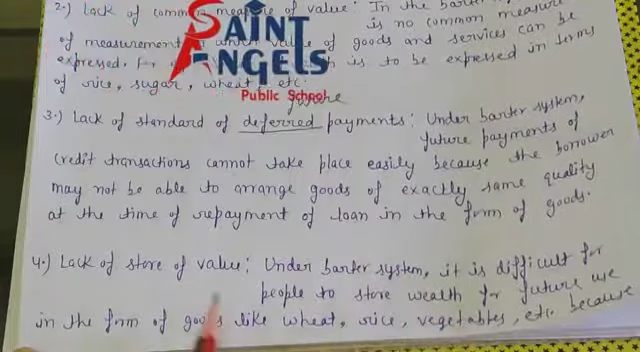 2.) Lack of common measure of value: In the barter
is no common measure
of measurement in which value of goods and services can be
expressed. For is to be expressed in terms
of rice, sugar, wheat, etc.
SAINT
ANGELS
Public School
future
3.) Lack of standard of deferred payments: Under barter system,
future payments of
credit transactions cannot take place easily because the borrower
may not be able to arrange goods of exactly same quality
at the time of repayment of loan in the form of goods.
4.) Lack of store of value: Under barter system, it is difficult for
people to store wealth for future use
in the form of goods like wheat, rice, vegetables, etc. because